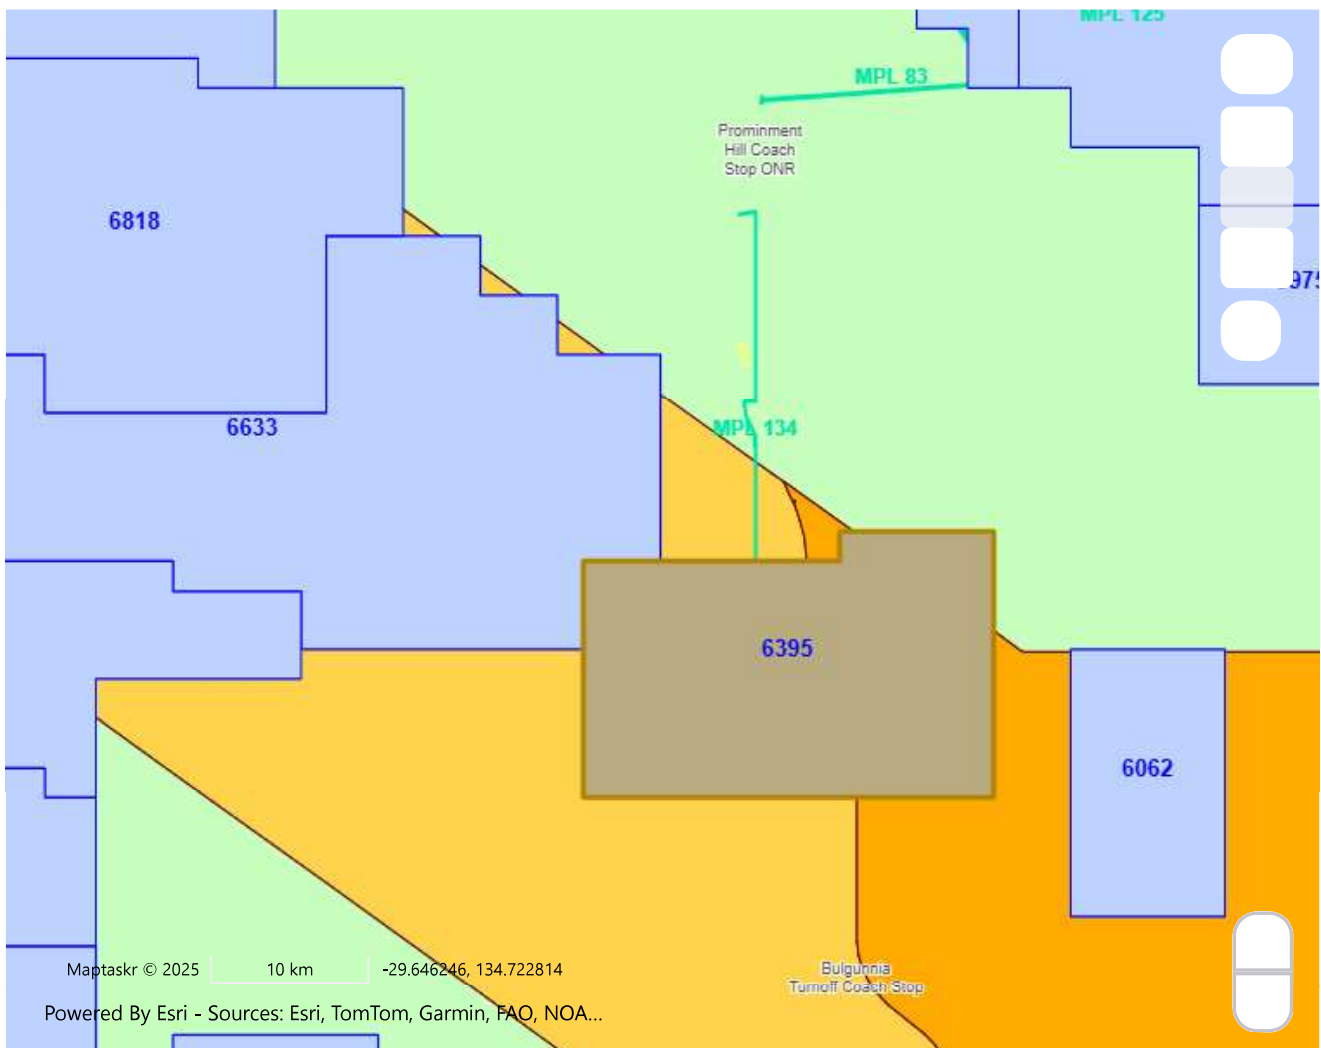 MPL 125
MPL 83
Prominment
Hill Coach
Stop ONR
6818
975
6633
MPL 134
6395
6062
Bulgunnia
Turnoff Coach Stop
Maptaskr © 2025 10 km -29.646246, 134.722814
Powered By Esri - Sources: Esri, TomTom, Garmin, FAO, NOA...